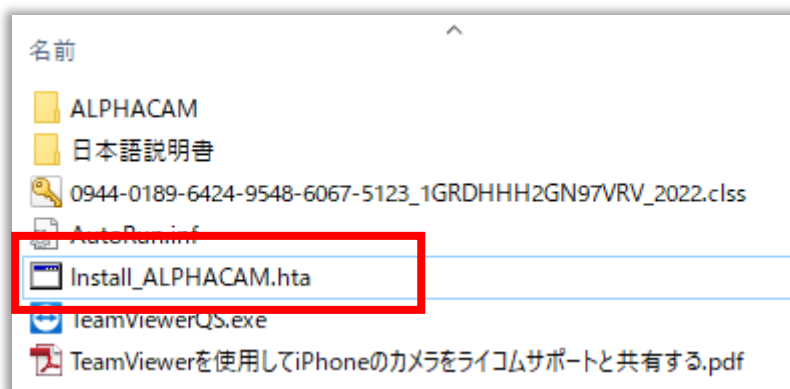 名前
ALPHACAM
日本語説明書
0944-0189-6424-9548-6067-5123_1GRDHHH2GN97VRV_2022.clss
AutoRun.inf
Install_ALPHACAM.hta
TeamViewerQS.exe
TeamViewerを使用してiPhoneのカメラをライコムサポートと共有する.pdf